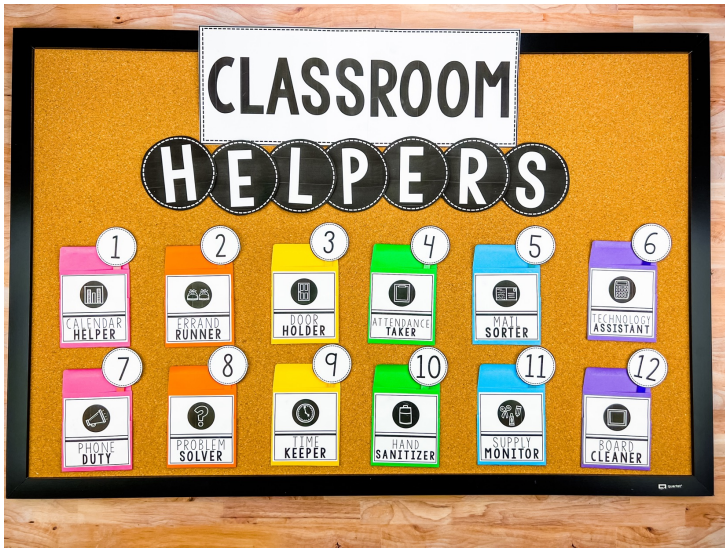 CLASSROOM
HELPERS
1
CALENDAR
HELPER
2
ERRAND
RUNNER
3
DOOR
HOLDER
4
ATTENDANCE
TAKER
5
MAIL
SORTER
6
TECHNOLOGY
ASSISTANT
7
PHONE
DUTY
8
?
PROBLEM
SOLVER
9
TIME
KEEPER
10
HAND
SANITIZER
11
SUPPLY
MONITOR
12
BOARD
CLEANER
Quartet